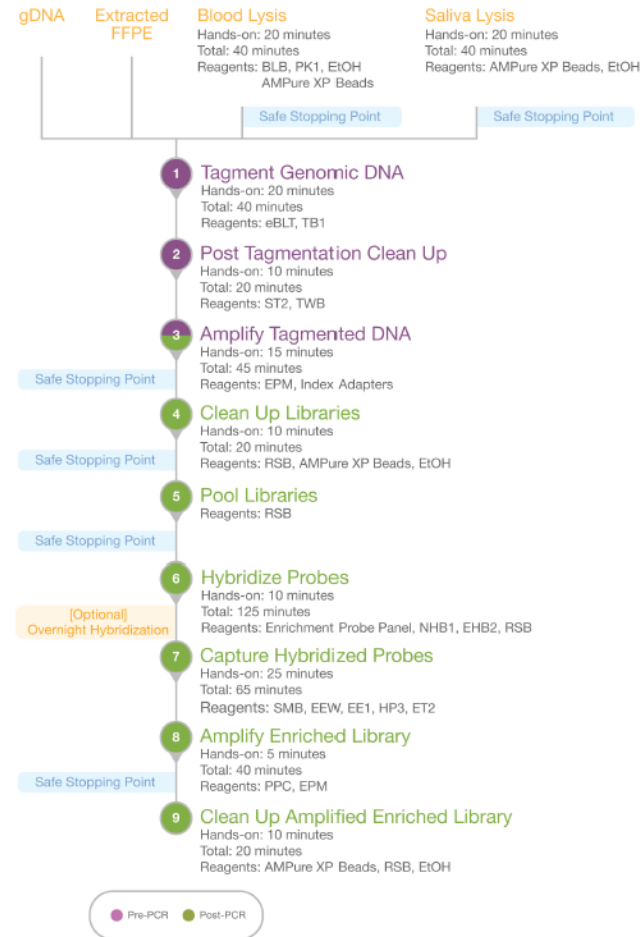 gDNA
Extracted
FFPE
Blood Lysis
Hands-on: 20 minutes
Total: 40 minutes
Reagents: BLB, PK1, EtOH
AMPure XP Beads
Safe Stopping Point
Saliva Lysis
Hands-on: 20 minutes
Total: 40 minutes
Reagents: AMPure XP Beads, EtOH
Safe Stopping Point
1
Tagment Genomic DNA
Hands-on: 20 minutes
Total: 40 minutes
Reagents: eBLT, TB1
2
Post Tagmentation Clean Up
Hands-on: 10 minutes
Total: 20 minutes
Reagents: ST2, TWB
3
Amplify Tagmented DNA
Hands-on: 15 minutes
Total: 45 minutes
Reagents: EPM, Index Adapters
Safe Stopping Point
4
Clean Up Libraries
Hands-on: 10 minutes
Total: 20 minutes
Reagents: RSB, AMPure XP Beads, EtOH
Safe Stopping Point
5
Pool Libraries
Reagents: RSB
Safe Stopping Point
6
Hybridize Probes
Hands-on: 10 minutes
Total: 125 minutes
Reagents: Enrichment Probe Panel, NHB1, EHB2, RSB
[Optional]
Overnight Hybridization
7
Capture Hybridized Probes
Hands-on: 25 minutes
Total: 65 minutes
Reagents: SMB, EEW, EE1, HP3, ET2
8
Amplify Enriched Library
Hands-on: 5 minutes
Total: 40 minutes
Reagents: PPC, EPM
Safe Stopping Point
9
Clean Up Amplified Enriched Library
Hands-on: 10 minutes
Total: 20 minutes
Reagents: AMPure XP Beads, RSB, EtOH
Pre-PCR
Post-PCR